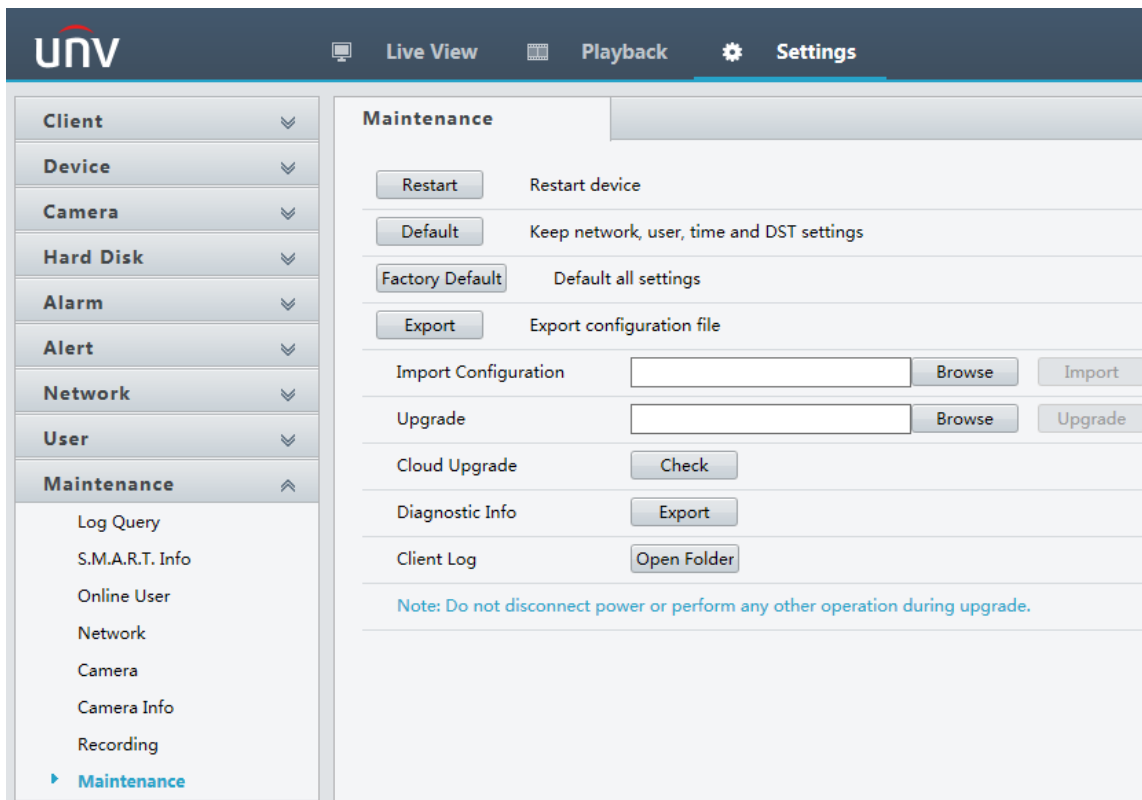 unv
Live View
Playback
Settings
Client
Device
Camera
Hard Disk
Alarm
Alert
Network
User
Maintenance
Log Query
S.M.A.R.T. Info
Online User
Network
Camera
Camera Info
Recording
Maintenance
Maintenance
Restart Restart device
Default Keep network, user, time and DST settings
Factory Default Default all settings
Export Export configuration file
Import Configuration Browse Import
Upgrade Browse Upgrade
Cloud Upgrade Check
Diagnostic Info Export
Client Log Open Folder
Note: Do not disconnect power or perform any other operation during upgrade.